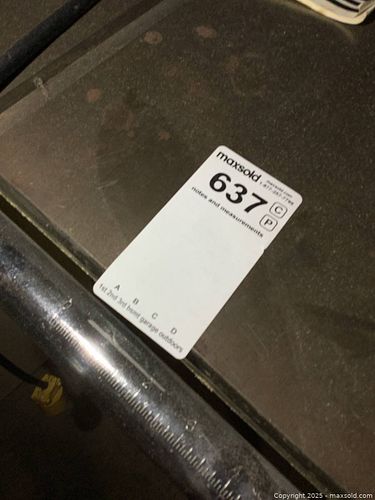 maxsold
maxsold.com
1-877-257-7799
637
C
P
notes and measurements
A B C D
1st 2nd 3rd bsmt garage outdoors
Copyright 2025 - maxsold.com